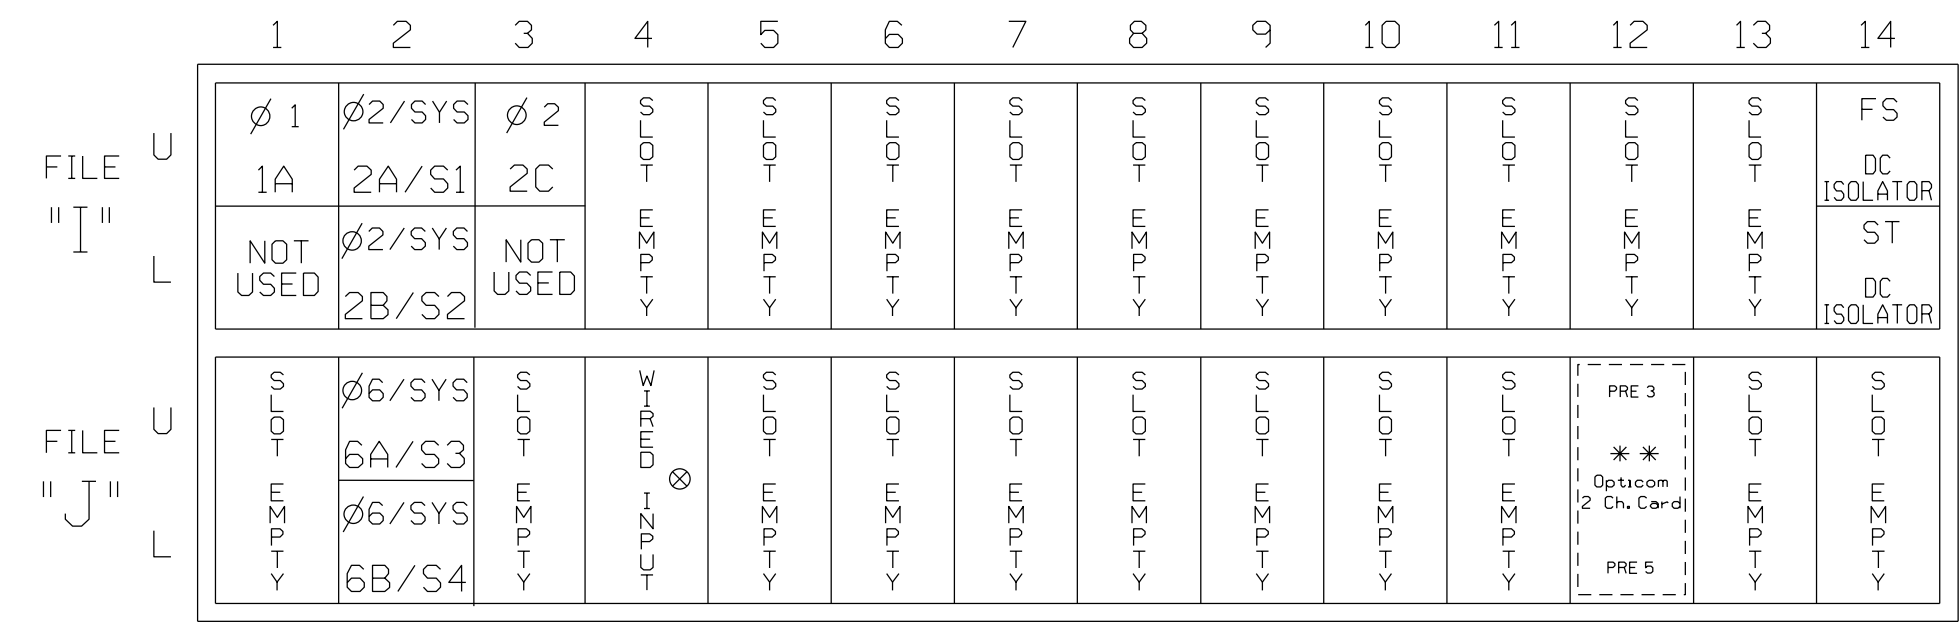 1 2 3 4 5 6 7 8 9 10 11 12 13 14
FILE
"I"
U
L
Ø 1
1A
NOT
USED
Ø2/SYS
2A/S1
Ø2/SYS
2B/S2
Ø 2
2C
NOT
USED
SLOT EMPTY
SLOT EMPTY
SLOT EMPTY
SLOT EMPTY
SLOT EMPTY
SLOT EMPTY
SLOT EMPTY
SLOT EMPTY
SLOT EMPTY
SLOT EMPTY
FS
DC
ISOLATOR
ST
DC
ISOLATOR
FILE
"J"
U
L
SLOT EMPTY
Ø6/SYS
6A/S3
Ø6/SYS
6B/S4
SLOT EMPTY
WIRED INPUT
SLOT EMPTY
SLOT EMPTY
SLOT EMPTY
SLOT EMPTY
SLOT EMPTY
SLOT EMPTY
SLOT EMPTY
PRE 3
**
Opticom
2 Ch. Card
PRE 5
SLOT EMPTY
SLOT EMPTY